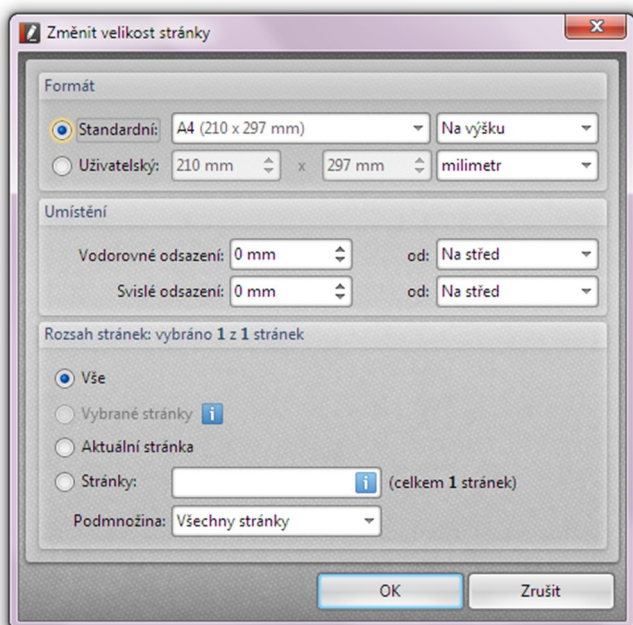 Změnit velikost stránky
Formát
Standardní: A4 (210 x 297 mm) Na výšku
Uživatelský: 210 mm x 297 mm milimetr
Umístění
Vodorovné odsazení: 0 mm od: Na střed
Svislé odsazení: 0 mm od: Na střed
Rozsah stránek: vybráno 1 z 1 stránek
Vše
Vybrané stránky i
Aktuální stránka
Stránky: i (celkem 1 stránek)
Podmnožina: Všechny stránky
OK Zrušit